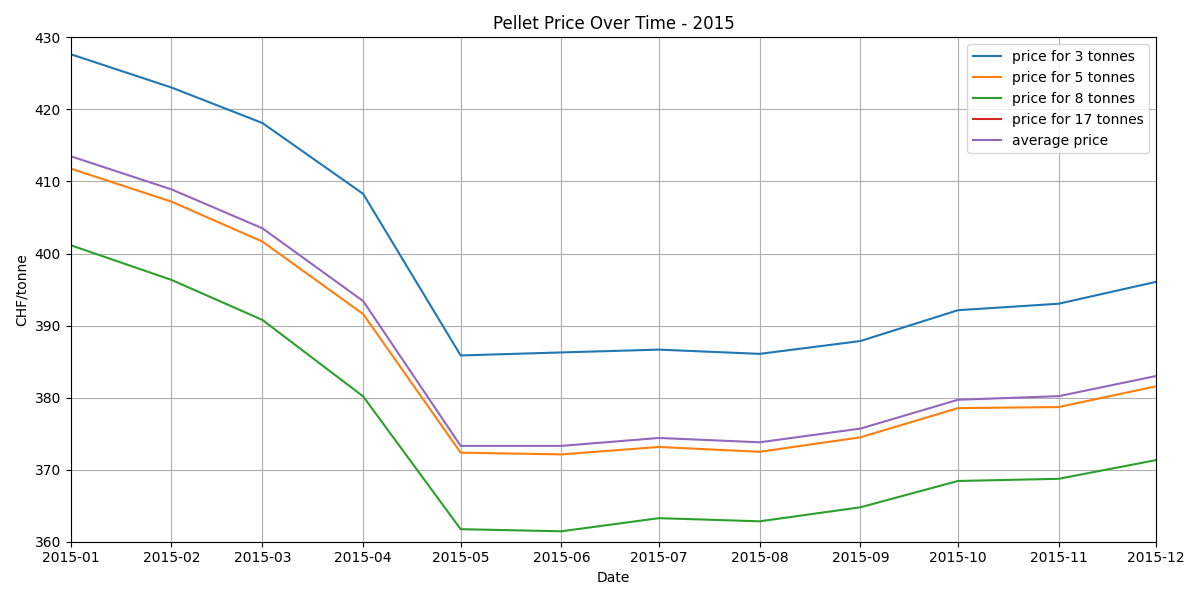 Pellet Price Over Time - 2015
CHF/tonne
430
420
410
400
390
380
370
360
price for 3 tonnes
price for 5 tonnes
price for 8 tonnes
price for 17 tonnes
average price
2015-01 2015-02 2015-03 2015-04 2015-05 2015-06 2015-07 2015-08 2015-09 2015-10 2015-11 2015-12
Date